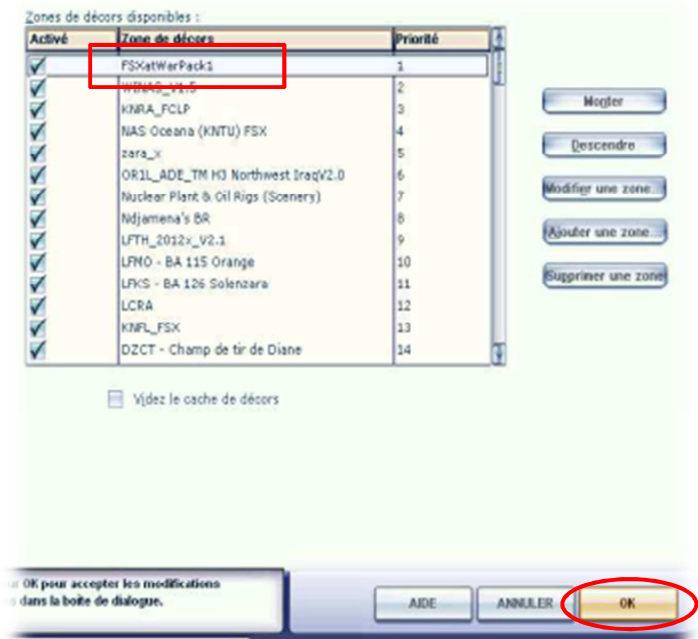 Zones de décors disponibles :
Activé Zone de décors Priorité
FSXatWarPack1 1
WINAS_V1.5 2
KNRA_FCLP 3
NAS Oceana (KNTU) FSX 4
zara_x 5
OR1L_ADE_TM H3 Northwest IraqV2.0 6
Nuclear Plant & Oil Rigs (Scenery) 7
Ndjamena's BR 8
LFTH_2012x_V2.1 9
LFMO - BA 115 Orange 10
LFKS - BA 126 Solenzara 11
LCRA 12
KNFL_FSX 13
DZCT - Champ de tir de Diane 14
Monter
Descendre
Modifier une zone...
Ajouter une zone...
Supprimer une zone
Videz le cache de décors
ur OK pour accepter les modifications
s dans la boîte de dialogue.
AIDE ANNULER OK